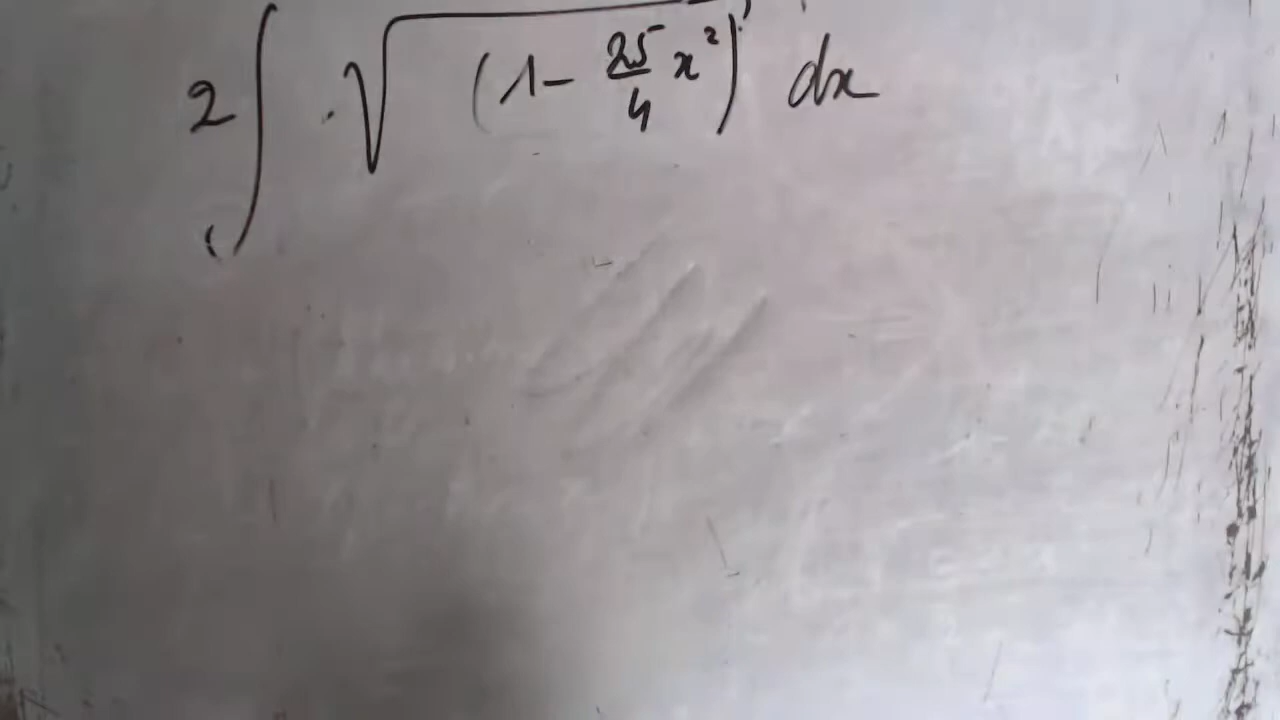 2∫ √(1 - 25/4 x²) dx